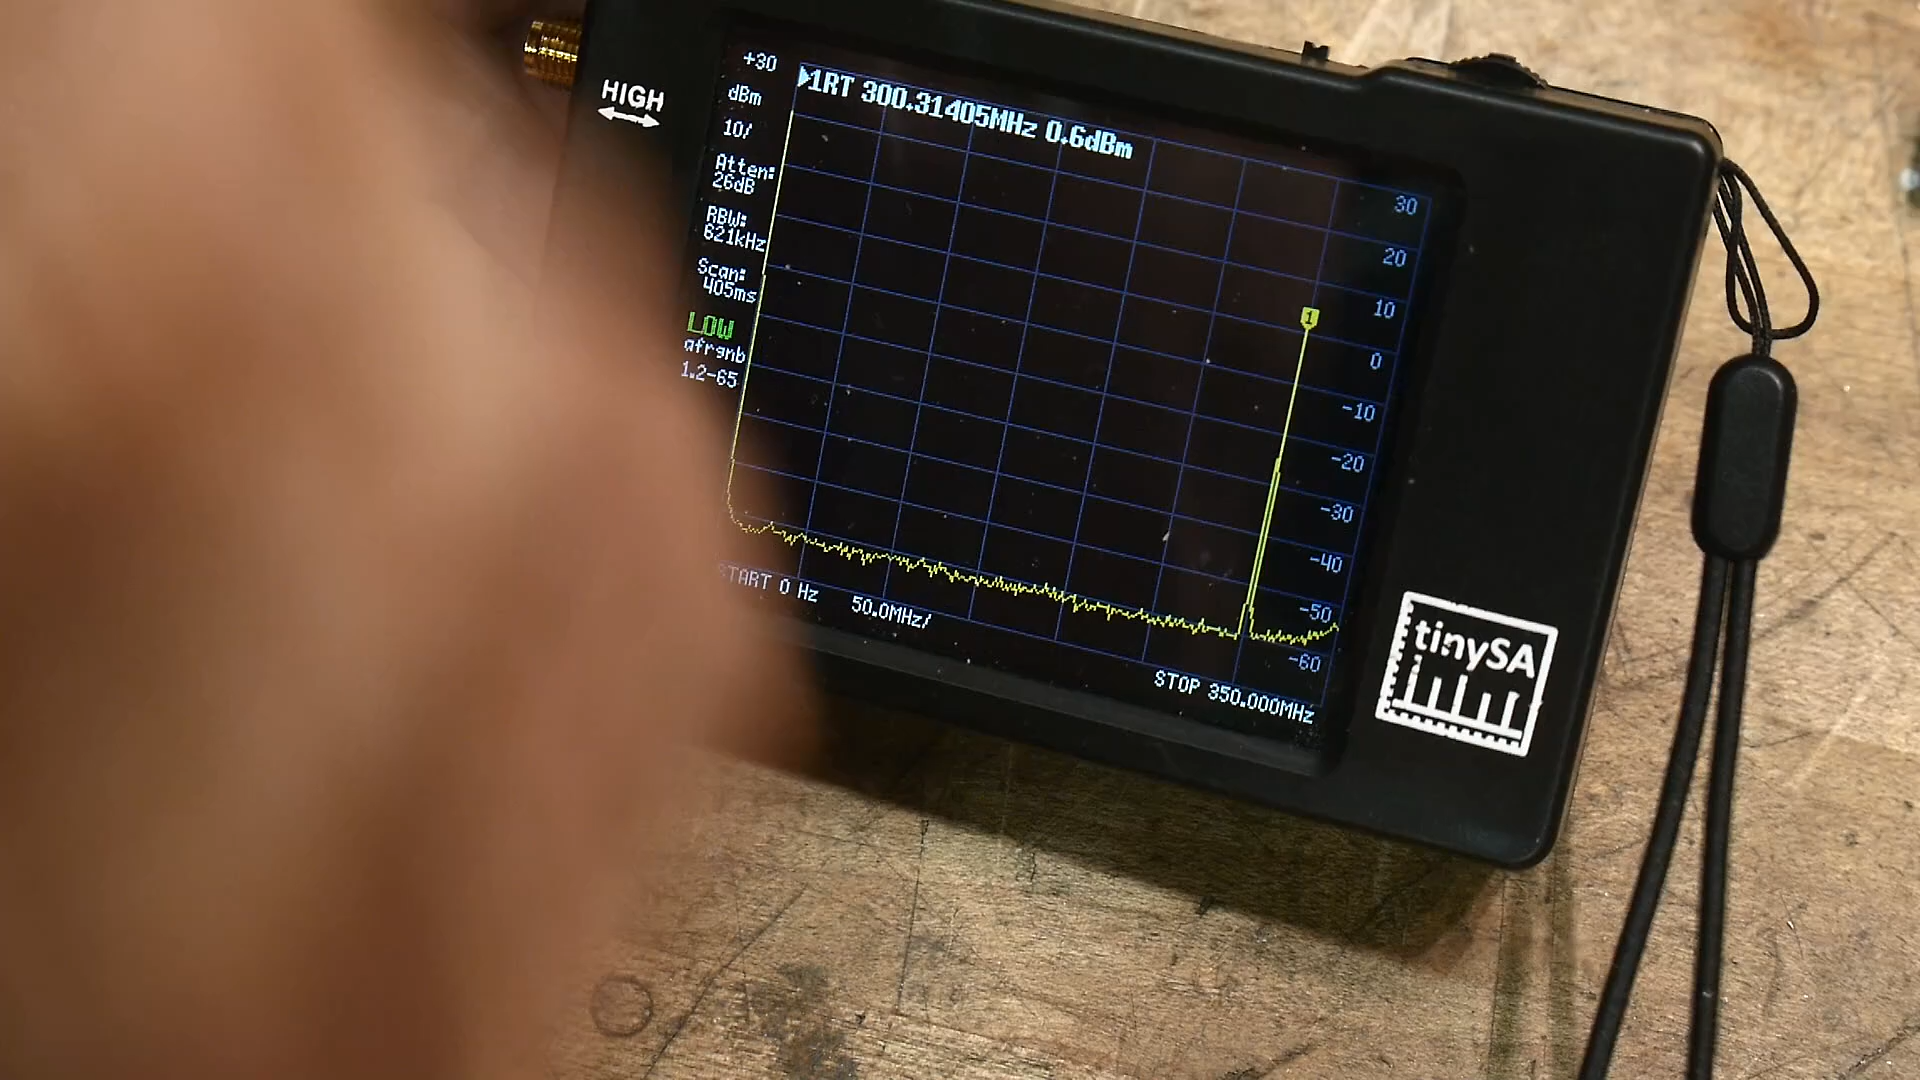 HIGH
+30
dBm
10/
Atten:
26dB
RBW:
621kHz
Scan:
405ms
LOW
afrgnb
1.2-65
1RT 300.31405MHz 0.6dBm
30
20
10
1
0
-10
-20
-30
-40
-50
-60
START 0 Hz 50.0MHz/ STOP 350.000MHz
tinySA